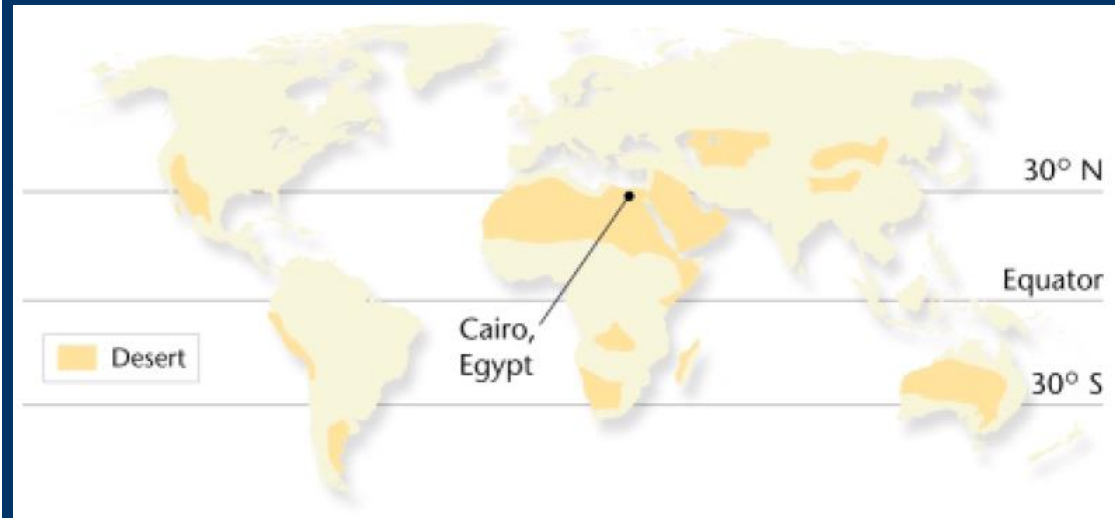 30° N
Equator
Cairo,
Egypt
Desert
30° S